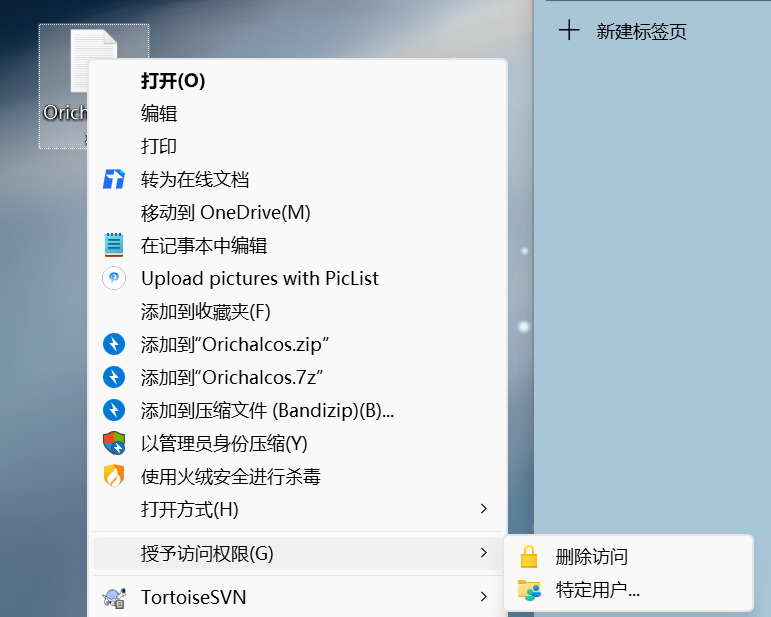 新建标签页
Orich
打开(O)
编辑
打印
转为在线文档
移动到 OneDrive(M)
在记事本中编辑
Upload pictures with PicList
添加到收藏夹(F)
添加到“Orichalcos.zip”
添加到“Orichalcos.7z”
添加到压缩文件 (Bandizip)(B)...
以管理员身份压缩(Y)
使用火绒安全进行杀毒
打开方式(H)
授予访问权限(G)
删除访问
特定用户...
TortoiseSVN